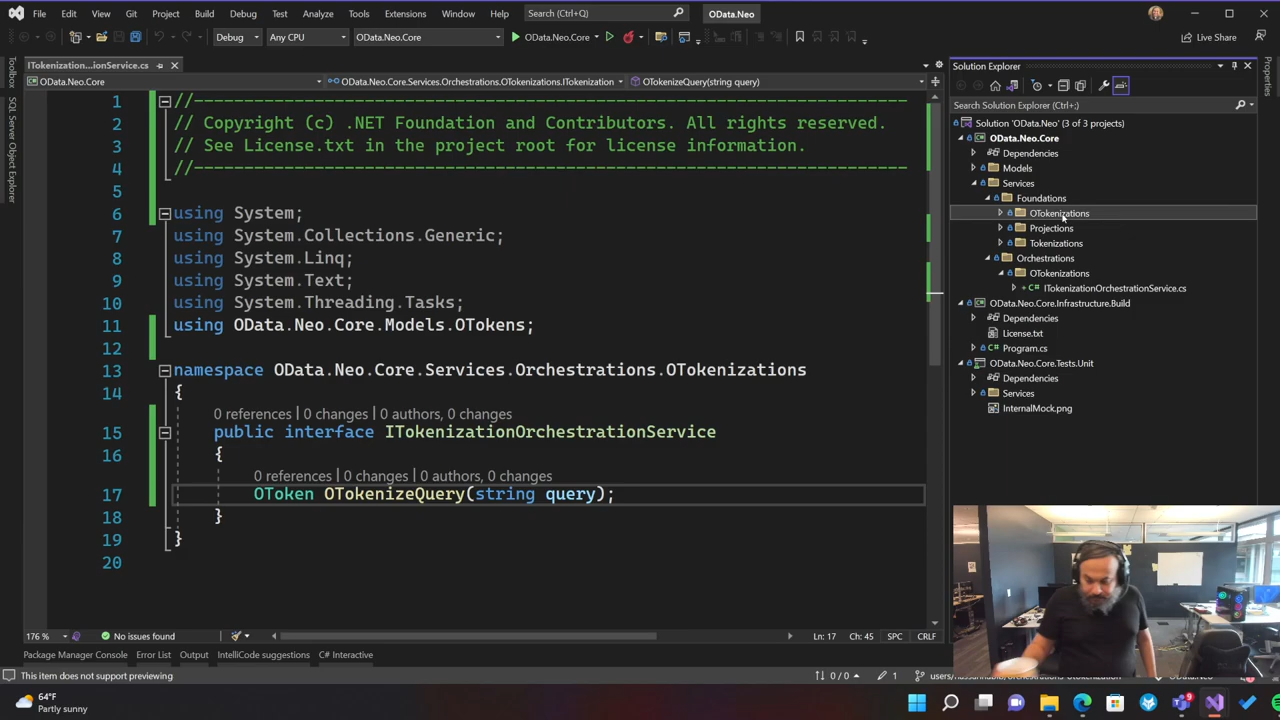 File Edit View Git Project Build Debug Test Analyze Tools Extensions Window Help Search (Ctrl+Q) OData.Neo
Debug Any CPU OData.Neo.Core OData.Neo.Core Live Share
ITokenization...ionService.cs
OData.Neo.Core OData.Neo.Core.Services.Orchestrations.OTokenizations.ITokenization OTokenizeQuery(string query)
Toolbox
SQL Server Object Explorer
1 //----------------------------------------------------------------------
2 // Copyright (c) .NET Foundation and Contributors. All rights reserved.
3 // See License.txt in the project root for license information.
4 //----------------------------------------------------------------------
5
6 using System;
7 using System.Collections.Generic;
8 using System.Linq;
9 using System.Text;
10 using System.Threading.Tasks;
11 using OData.Neo.Core.Models.OTokens;
12
13 namespace OData.Neo.Core.Services.Orchestrations.OTokenizations
14 {
0 references | 0 changes | 0 authors, 0 changes
15 public interface ITokenizationOrchestrationService
16 {
0 references | 0 changes | 0 authors, 0 changes
17 OToken OTokenizeQuery(string query);
18 }
19 }
20
176 % No issues found Ln: 17 Ch: 45 SPC CRLF
Package Manager Console Error List Output IntelliCode suggestions C# Interactive
This item does not support previewing 0 / 0 1
Solution Explorer
Search Solution Explorer (Ctrl+;)
Solution 'OData.Neo' (3 of 3 projects)
OData.Neo.Core
Dependencies
Models
Services
Foundations
OTokenizations
Projections
Tokenizations
Orchestrations
OTokenizations
C# ITokenizationOrchestrationService.cs
OData.Neo.Core.Infrastructure.Build
Dependencies
License.txt
C# Program.cs
OData.Neo.Core.Tests.Unit
Dependencies
Services
InternalMock.png
Properties
64°F
Partly sunny